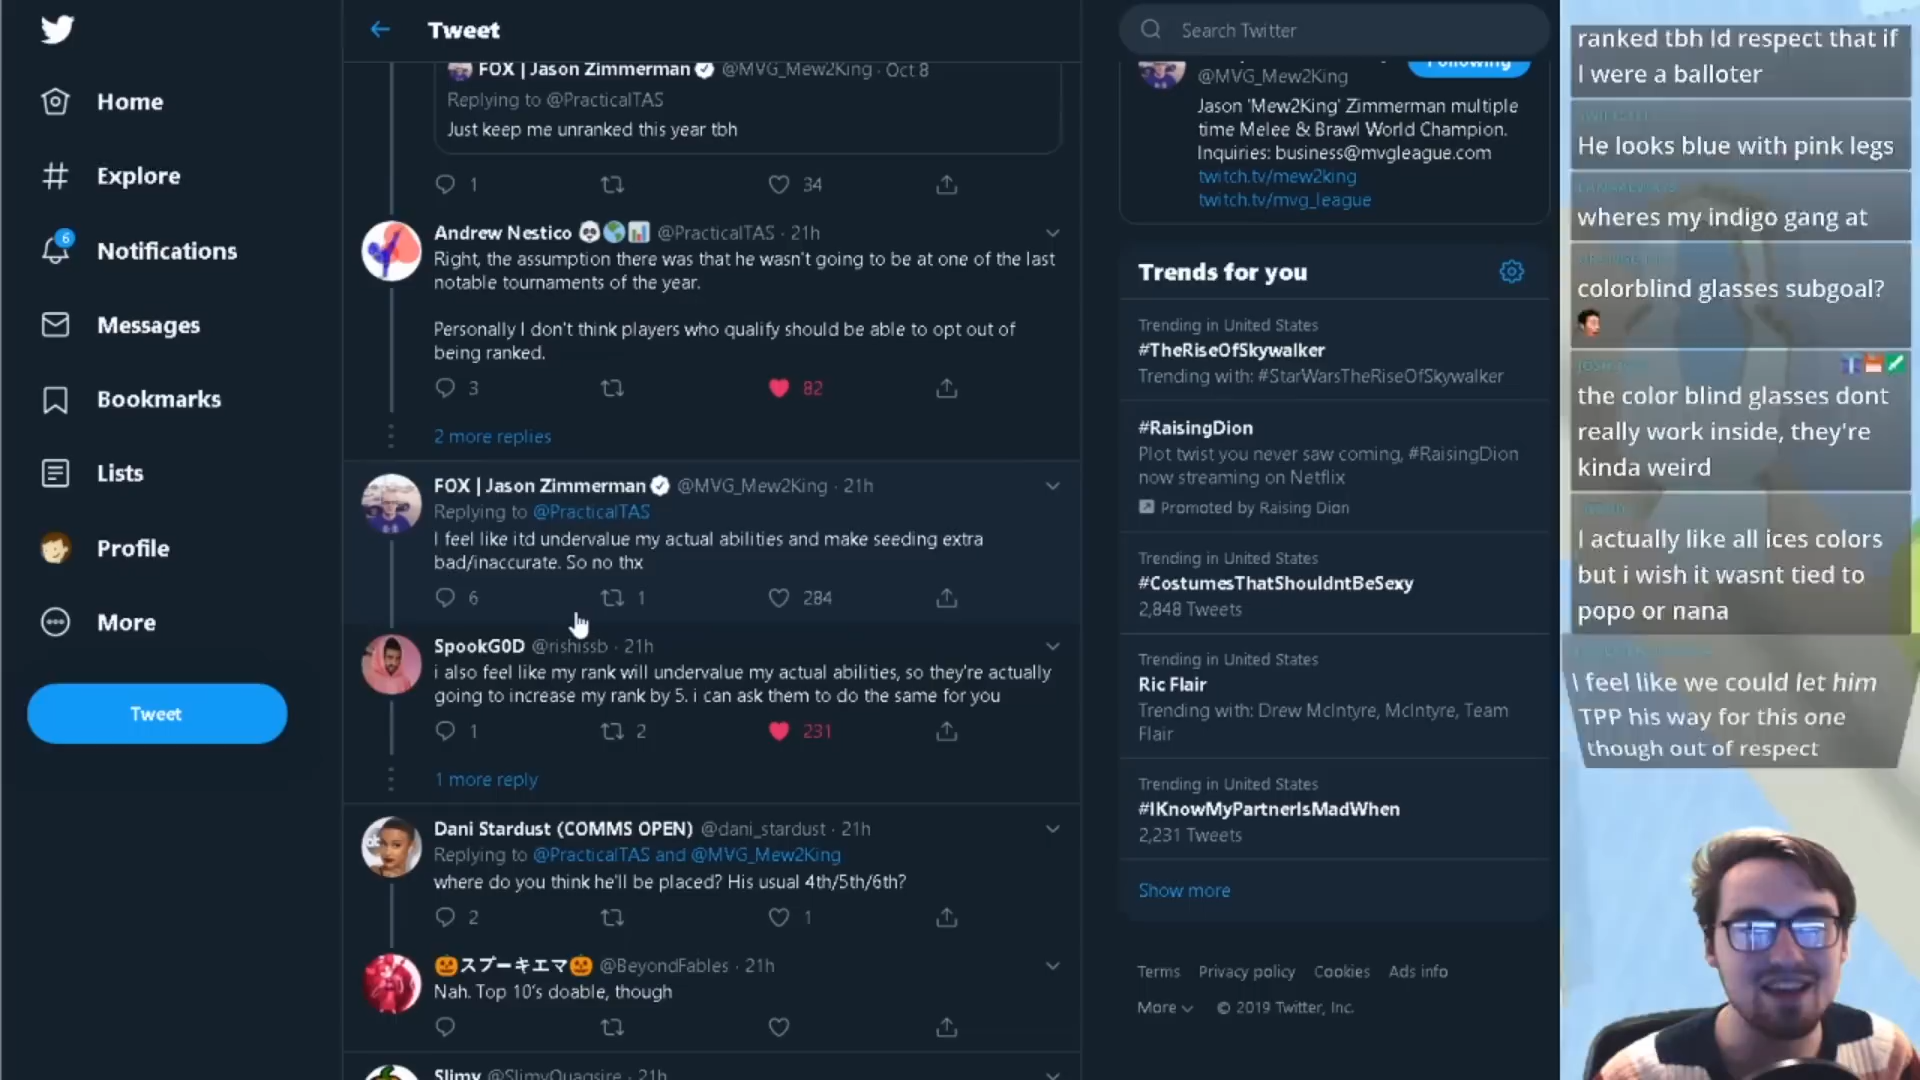 Home
Explore
6
Notifications
Messages
Bookmarks
Lists
Profile
More
Tweet
Tweet
FOX | Jason Zimmerman @MVG_Mew2King · Oct 8
Replying to @PracticalTAS
Just keep me unranked this year tbh
1
34
Andrew Nestico @PracticalTAS · 21h
Right, the assumption there was that he wasn't going to be at one of the last
notable tournaments of the year.
Personally I don't think players who qualify should be able to opt out of
being ranked.
3
82
2 more replies
FOX | Jason Zimmerman @MVG_Mew2King · 21h
Replying to @PracticalTAS
I feel like itd undervalue my actual abilities and make seeding extra
bad/inaccurate. So no thx
6
1
284
SpookG0D @rishissb · 21h
i also feel like my rank will undervalue my actual abilities, so they're actually
going to increase my rank by 5. i can ask them to do the same for you
1
2
231
1 more reply
Dani Stardust (COMMS OPEN) @dani_stardust · 21h
Replying to @PracticalTAS and @MVG_Mew2King
where do you think he'll be placed? His usual 4th/5th/6th?
2
1
🎃スプーキエマ🎃 @BeyondFables · 21h
Nah. Top 10's doable, though
Slimy @SlimyQuagsire · 21h
Search Twitter
Following
@MVG_Mew2King
Jason 'Mew2King' Zimmerman multiple
time Melee & Brawl World Champion.
Inquiries: business@mvgleague.com
twitch.tv/mew2king
twitch.tv/mvg_league
Trends for you
Trending in United States
#TheRiseOfSkywalker
Trending with: #StarWarsTheRiseOfSkywalker
#RaisingDion
Plot twist you never saw coming, #RaisingDion
now streaming on Netflix
Promoted by Raising Dion
Trending in United States
#CostumesThatShouldntBeSexy
2,848 Tweets
Trending in United States
Ric Flair
Trending with: Drew McIntyre, McIntyre, Team
Flair
Trending in United States
#IKnowMyPartnerIsMadWhen
2,231 Tweets
Show more
Terms Privacy policy Cookies Ads info
More © 2019 Twitter, Inc.
ranked tbh Id respect that if
I were a balloter
He looks blue with pink legs
wheres my indigo gang at
colorblind glasses subgoal?
the color blind glasses dont
really work inside, they're
kinda weird
I actually like all ices colors
but i wish it wasnt tied to
popo or nana
I feel like we could let him
TPP his way for this one
though out of respect